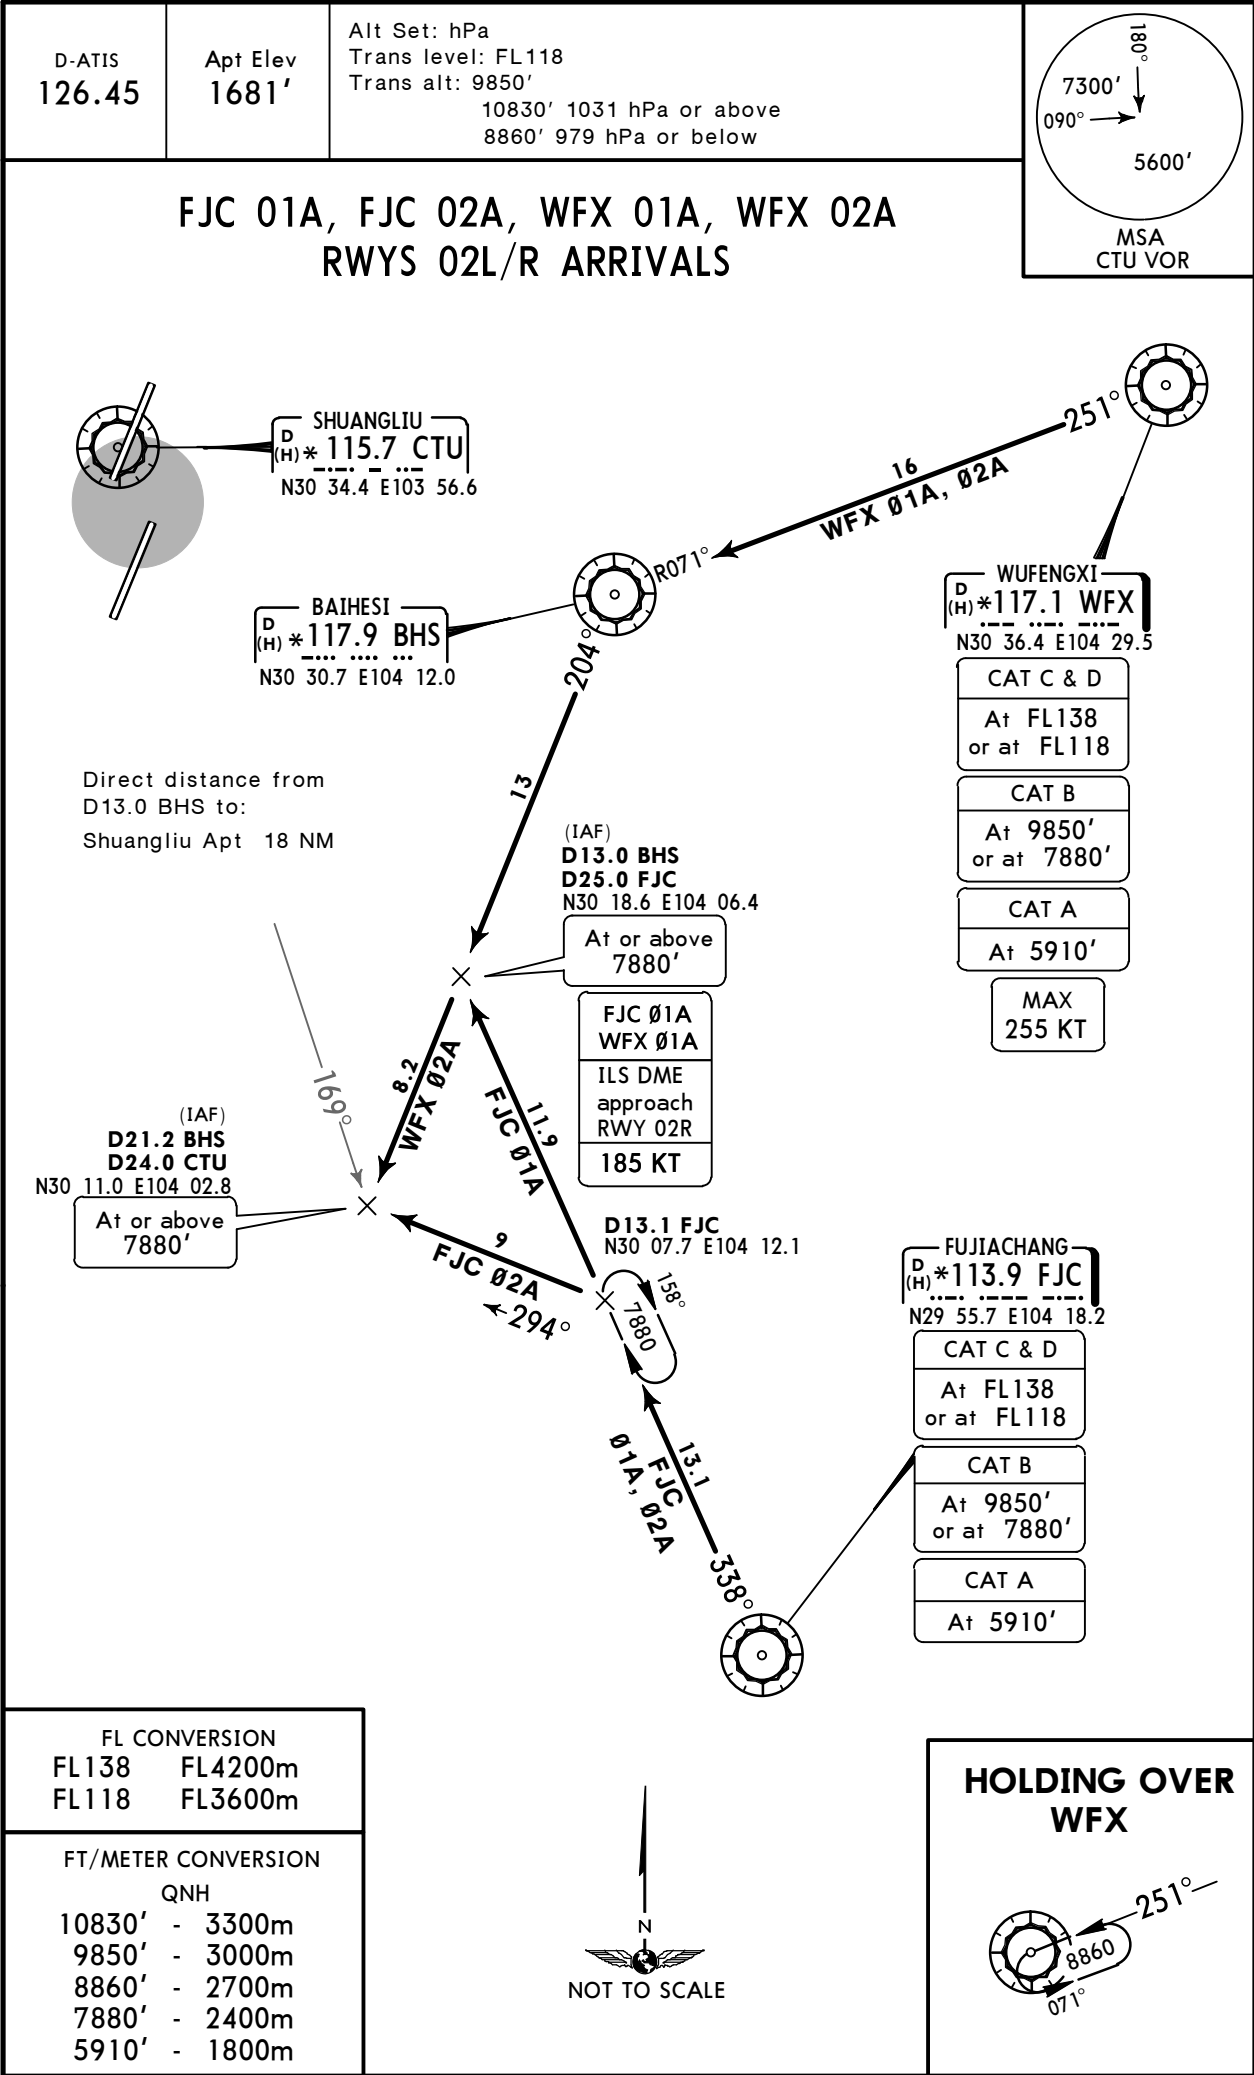 D-ATIS
126.45
Apt Elev
1681'
Alt Set: hPa
Trans level: FL118
Trans alt: 9850'
10830' 1031 hPa or above
8860' 979 hPa or below
180°
7300'
090°
5600'
MSA
CTU VOR
FJC 01A, FJC 02A, WFX 01A, WFX 02A
RWYS 02L/R ARRIVALS
SHUANGLIU
D
(H) * 115.7 CTU
N30 34.4 E103 56.6
251°
16
WFX Ø1A, Ø2A
R071°
WUFENGXI
D
(H) *117.1 WFX
N30 36.4 E104 29.5
CAT C & D
At FL138
or at FL118
CAT B
At 9850'
or at 7880'
CAT A
At 5910'
MAX
255 KT
BAIHESI
D
(H) *117.9 BHS
N30 30.7 E104 12.0
204°
13
Direct distance from
D13.0 BHS to:
Shuangliu Apt 18 NM
(IAF)
D13.0 BHS
D25.0 FJC
N30 18.6 E104 06.4
At or above
7880'
FJC Ø1A
WFX Ø1A
ILS DME
approach
RWY 02R
185 KT
8.2
WFX Ø2A
11.9
FJC Ø1A
169°
(IAF)
D21.2 BHS
D24.0 CTU
N30 11.0 E104 02.8
At or above
7880'
9
FJC Ø2A
294°
D13.1 FJC
N30 07.7 E104 12.1
158°
7880
13.1
FJC
Ø1A, Ø2A
338°
FUJIACHANG
D
(H) *113.9 FJC
N29 55.7 E104 18.2
CAT C & D
At FL138
or at FL118
CAT B
At 9850'
or at 7880'
CAT A
At 5910'
FL CONVERSION
FL138 FL4200m
FL118 FL3600m
FT/METER CONVERSION
QNH
10830' - 3300m
9850' - 3000m
8860' - 2700m
7880' - 2400m
5910' - 1800m
N
NOT TO SCALE
HOLDING OVER
WFX
251°
8860
071°